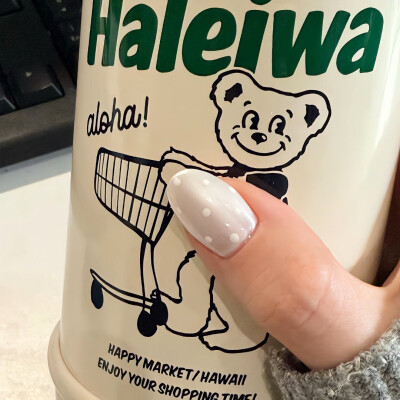 Haleiwa
aloha!
HAPPY MARKET/HAWAII
ENJOY YOUR SHOPPING TIME!